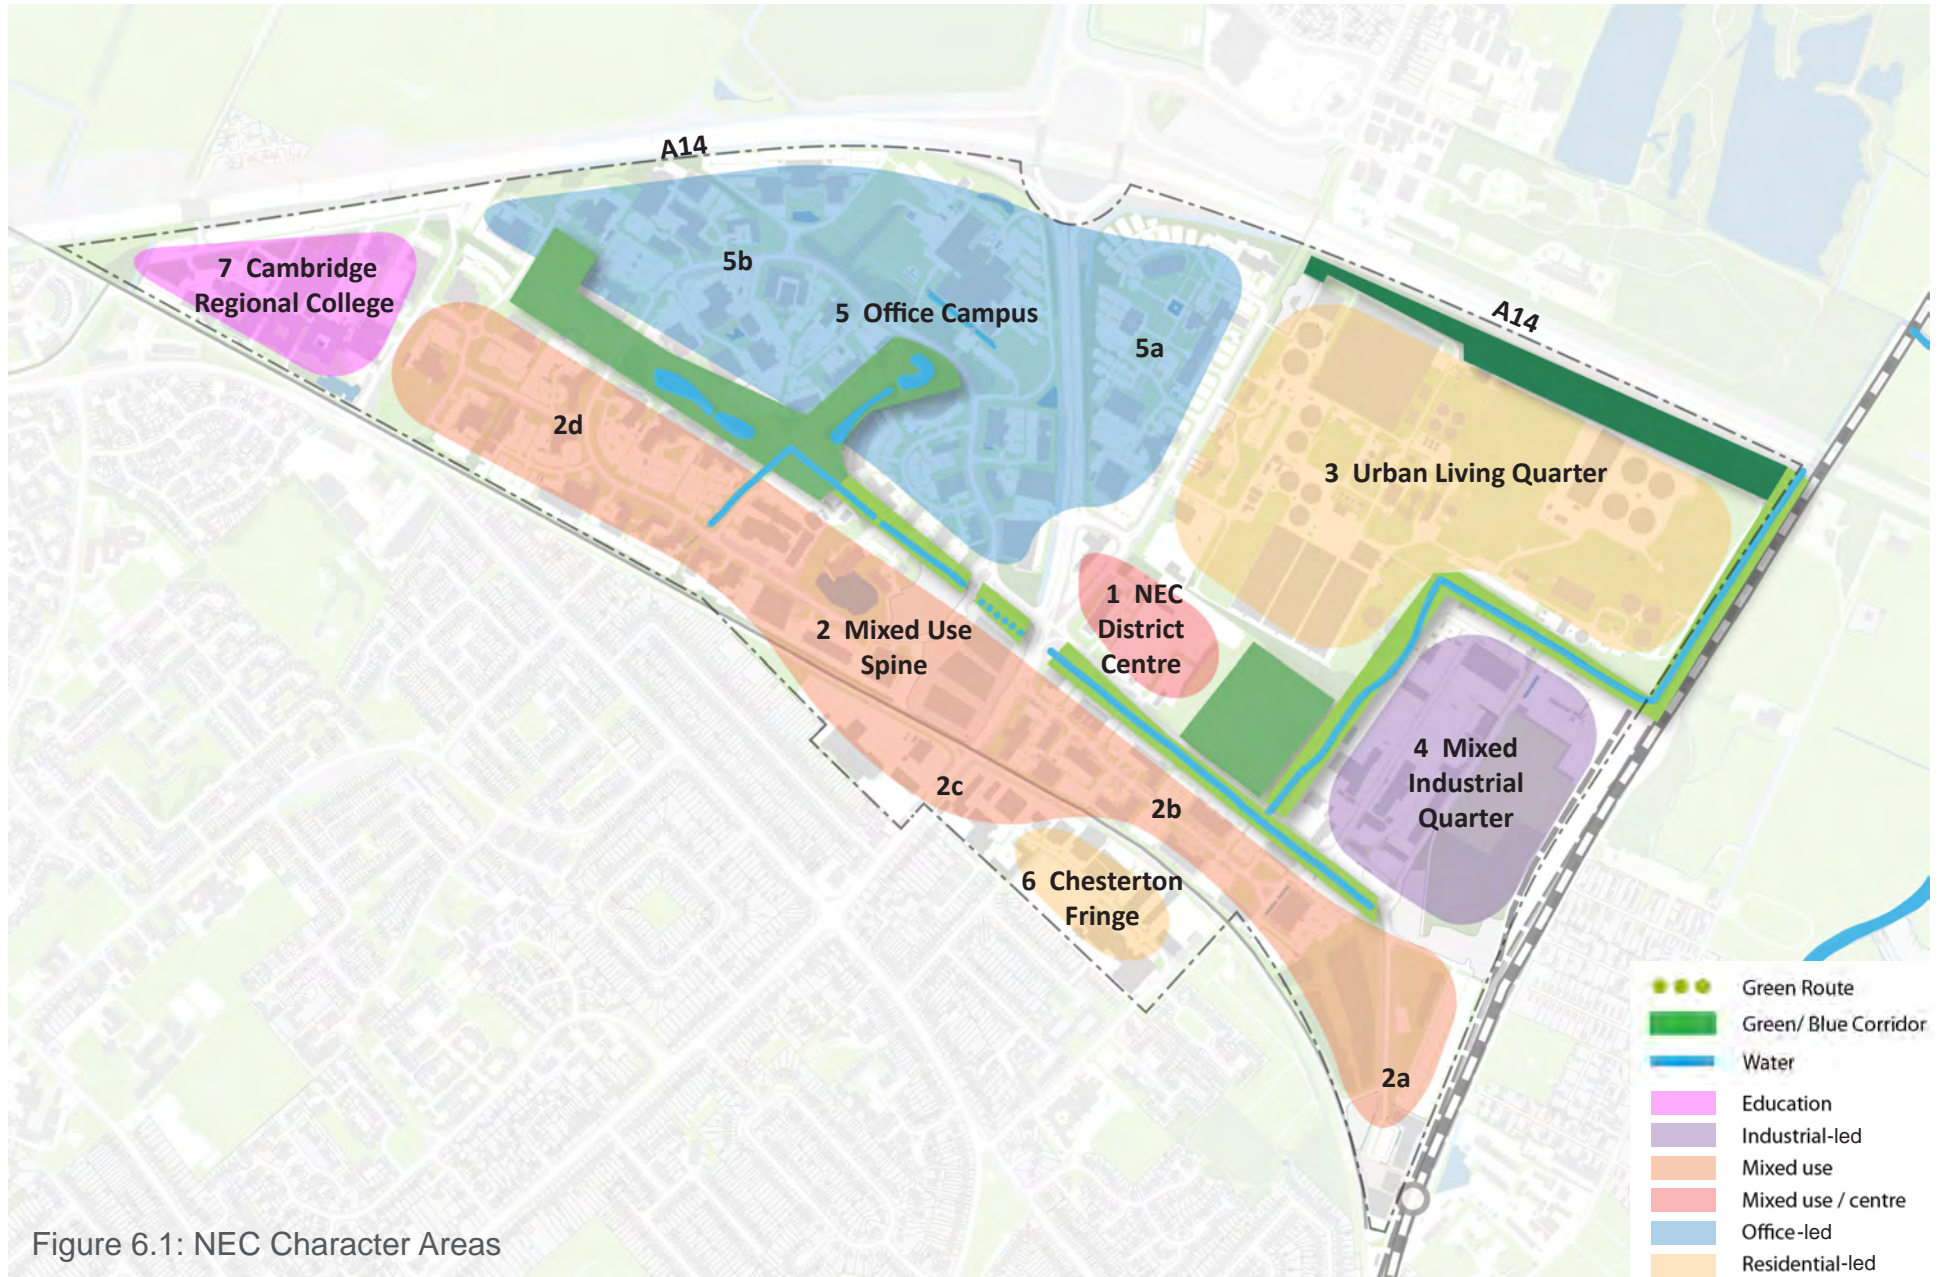 A14
A14
7 Cambridge
Regional College
5b
5 Office Campus
5a
2d
3 Urban Living Quarter
1 NEC
District
Centre
2 Mixed Use
Spine
4 Mixed
Industrial
Quarter
2c
2b
6 Chesterton
Fringe
2a
Green Route
Green/ Blue Corridor
Water
Education
Industrial-led
Mixed use
Mixed use / centre
Office-led
Residential-led
Figure 6.1: NEC Character Areas